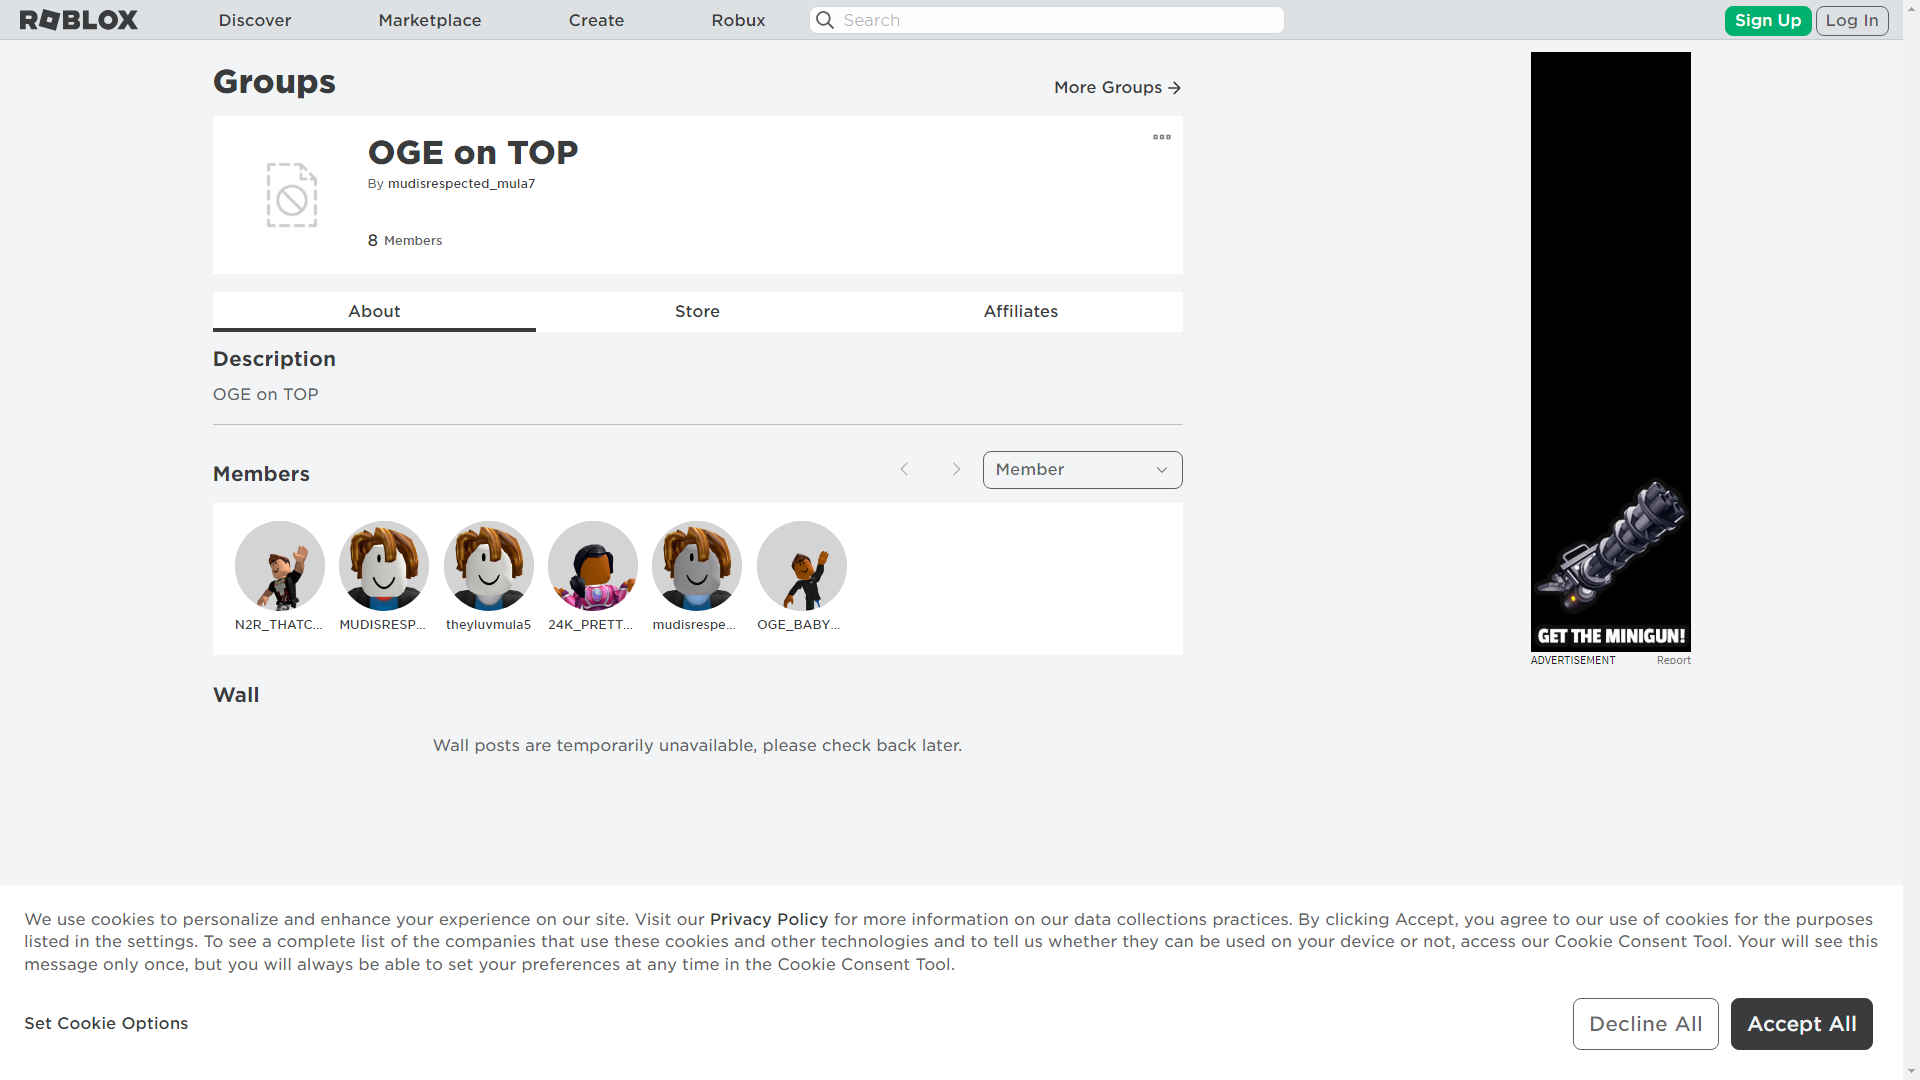 ROBLOX
Discover
Marketplace
Create
Robux
Search
Sign Up
Log In
Groups
More Groups
OGE on TOP
By mudisrespected_mula7
8 Members
About
Store
Affiliates
Description
OGE on TOP
Members
Member
N2R_THATC...
MUDISRESP...
theyluvmula5
24K_PRETT...
mudisrespe...
OGE_BABY...
Wall
Wall posts are temporarily unavailable, please check back later.
GET THE MINIGUN!
ADVERTISEMENT
Report
We use cookies to personalize and enhance your experience on our site. Visit our Privacy Policy for more information on our data collections practices. By clicking Accept, you agree to our use of cookies for the purposes
listed in the settings. To see a complete list of the companies that use these cookies and other technologies and to tell us whether they can be used on your device or not, access our Cookie Consent Tool. Your will see this
message only once, but you will always be able to set your preferences at any time in the Cookie Consent Tool.
Set Cookie Options
Decline All
Accept All